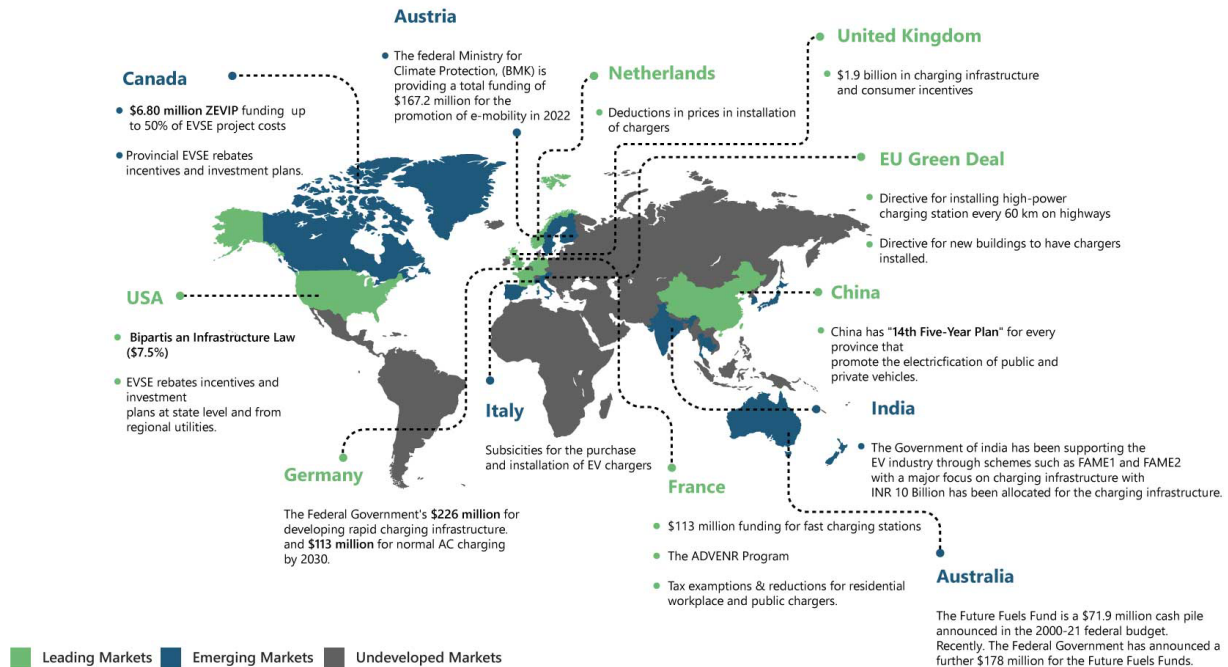 Austria
The federal Ministry for
Climate Protection, (BMK) is
providing a total funding of
$167.2 million for the
promotion of e-mobility in 2022
Canada
$6.80 million ZEVIP funding up
to 50% of EVSE project costs
Provincial EVSE rebates
incentives and investment plans.
Netherlands
Deductions in prices in installation
of chargers
United Kingdom
$1.9 billion in charging infrastructure
and consumer incentives
EU Green Deal
Directive for installing high-power
charging station every 60 km on highways
Directive for new buildings to have chargers
installed.
USA
Bipartis an Infrastructure Law
($7.5%)
EVSE rebates incentives and
investment
plans at state level and from
regional utilities.
China
China has "14th Five-Year Plan" for every
province that
promote the electricfication of public and
private vehicles.
Italy
Subsicities for the purchase
and installation of EV chargers
India
The Government of india has been supporting the
EV industry through schemes such as FAME1 and FAME2
with a major focus on charging infrastructure with
INR 10 Billion has been allocated for the charging infrastructure.
Germany
The Federal Government's $226 million for
developing rapid charging infrastructure.
and $113 million for normal AC charging
by 2030.
France
$113 million funding for fast charging stations
The ADVENR Program
Tax examptions & reductions for residential
workplace and public chargers.
Australia
The Future Fuels Fund is a $71.9 million cash pile
announced in the 2000-21 federal budget.
Recently. The Federal Government has announced a
further $178 million for the Future Fuels Funds.
Leading Markets
Emerging Markets
Undeveloped Markets